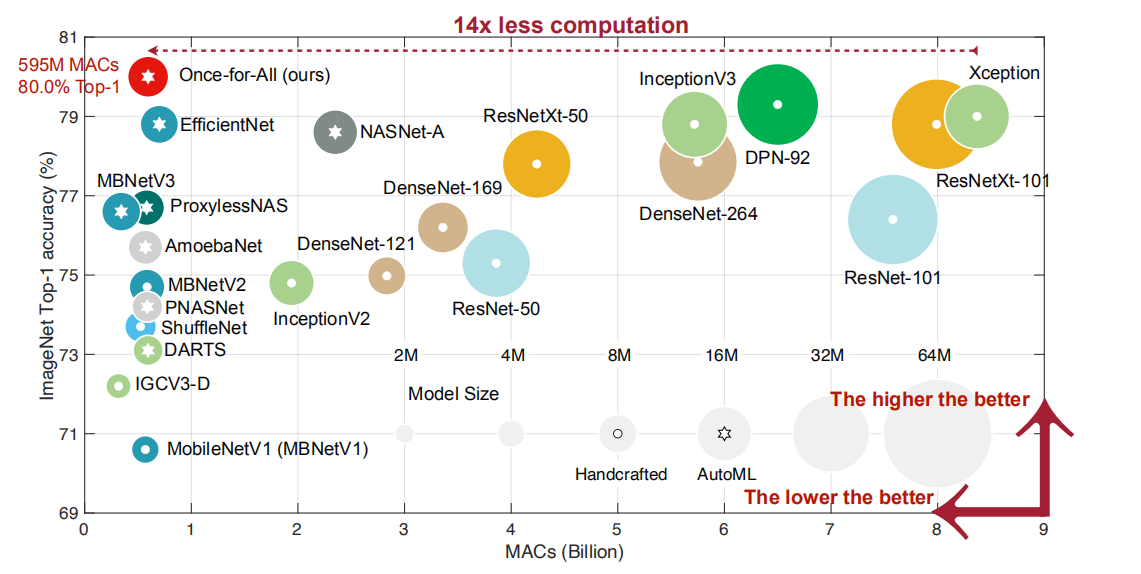 14x less computation
81
595M MACs
80.0% Top-1
Once-for-All (ours)
InceptionV3
Xception
79
EfficientNet
NASNet-A
ResNetXt-50
DPN-92
ResNetXt-101
MBNetV3
77
ProxylessNAS
DenseNet-169
DenseNet-264
AmoebaNet
DenseNet-121
ResNet-101
75
MBNetV2
PNASNet
InceptionV2
ResNet-50
ShuffleNet
73
DARTS
2M 4M 8M 16M 32M 64M
IGCV3-D
Model Size
The higher the better
71
MobileNetV1 (MBNetV1)
Handcrafted
AutoML
The lower the better
69
0 1 2 3 4 5 6 7 8 9
MACs (Billion)
ImageNet Top-1 accuracy (%)